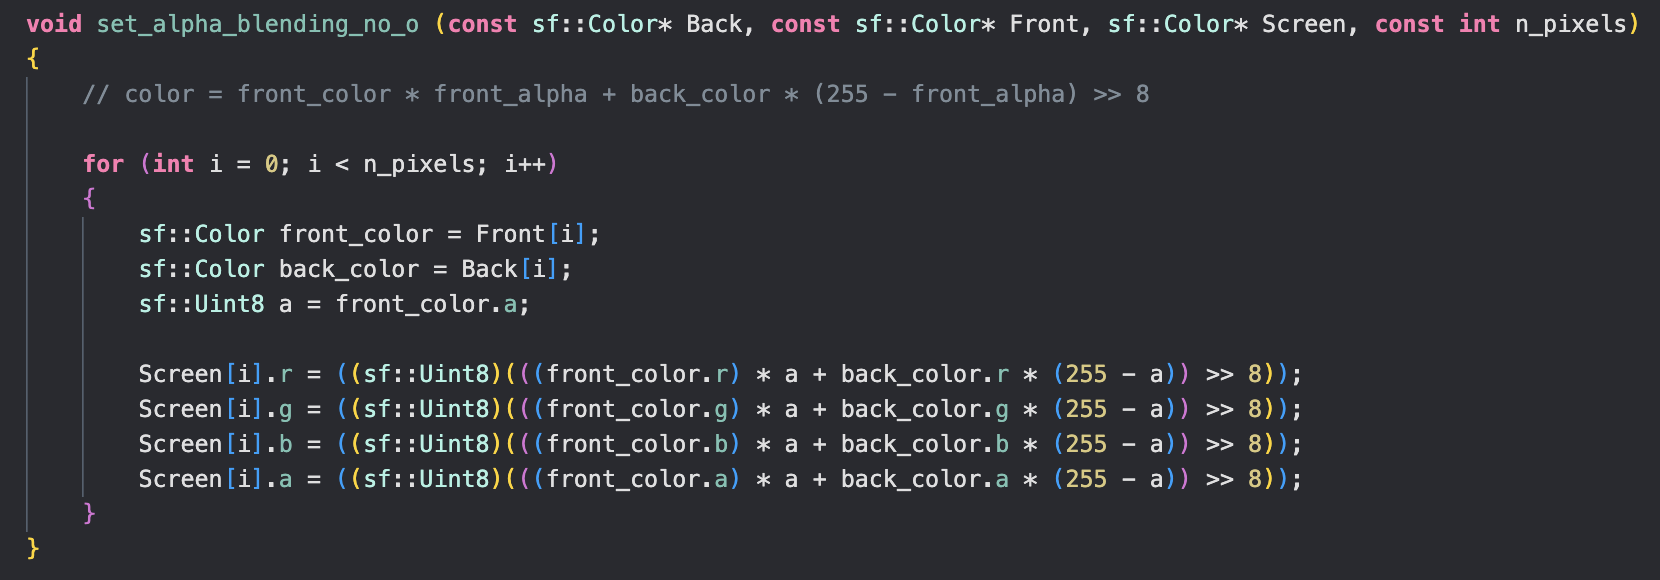 void set_alpha_blending_no_o (const sf::Color* Back, const sf::Color* Front, sf::Color* Screen, const int n_pixels)
{
    // color = front_color * front_alpha + back_color * (255 - front_alpha) >> 8

    for (int i = 0; i < n_pixels; i++)
    {
        sf::Color front_color = Front[i];
        sf::Color back_color = Back[i];
        sf::Uint8 a = front_color.a;

        Screen[i].r = ((sf::Uint8)(((front_color.r) * a + back_color.r * (255 - a)) >> 8));
        Screen[i].g = ((sf::Uint8)(((front_color.g) * a + back_color.g * (255 - a)) >> 8));
        Screen[i].b = ((sf::Uint8)(((front_color.b) * a + back_color.b * (255 - a)) >> 8));
        Screen[i].a = ((sf::Uint8)(((front_color.a) * a + back_color.a * (255 - a)) >> 8));
    }
}